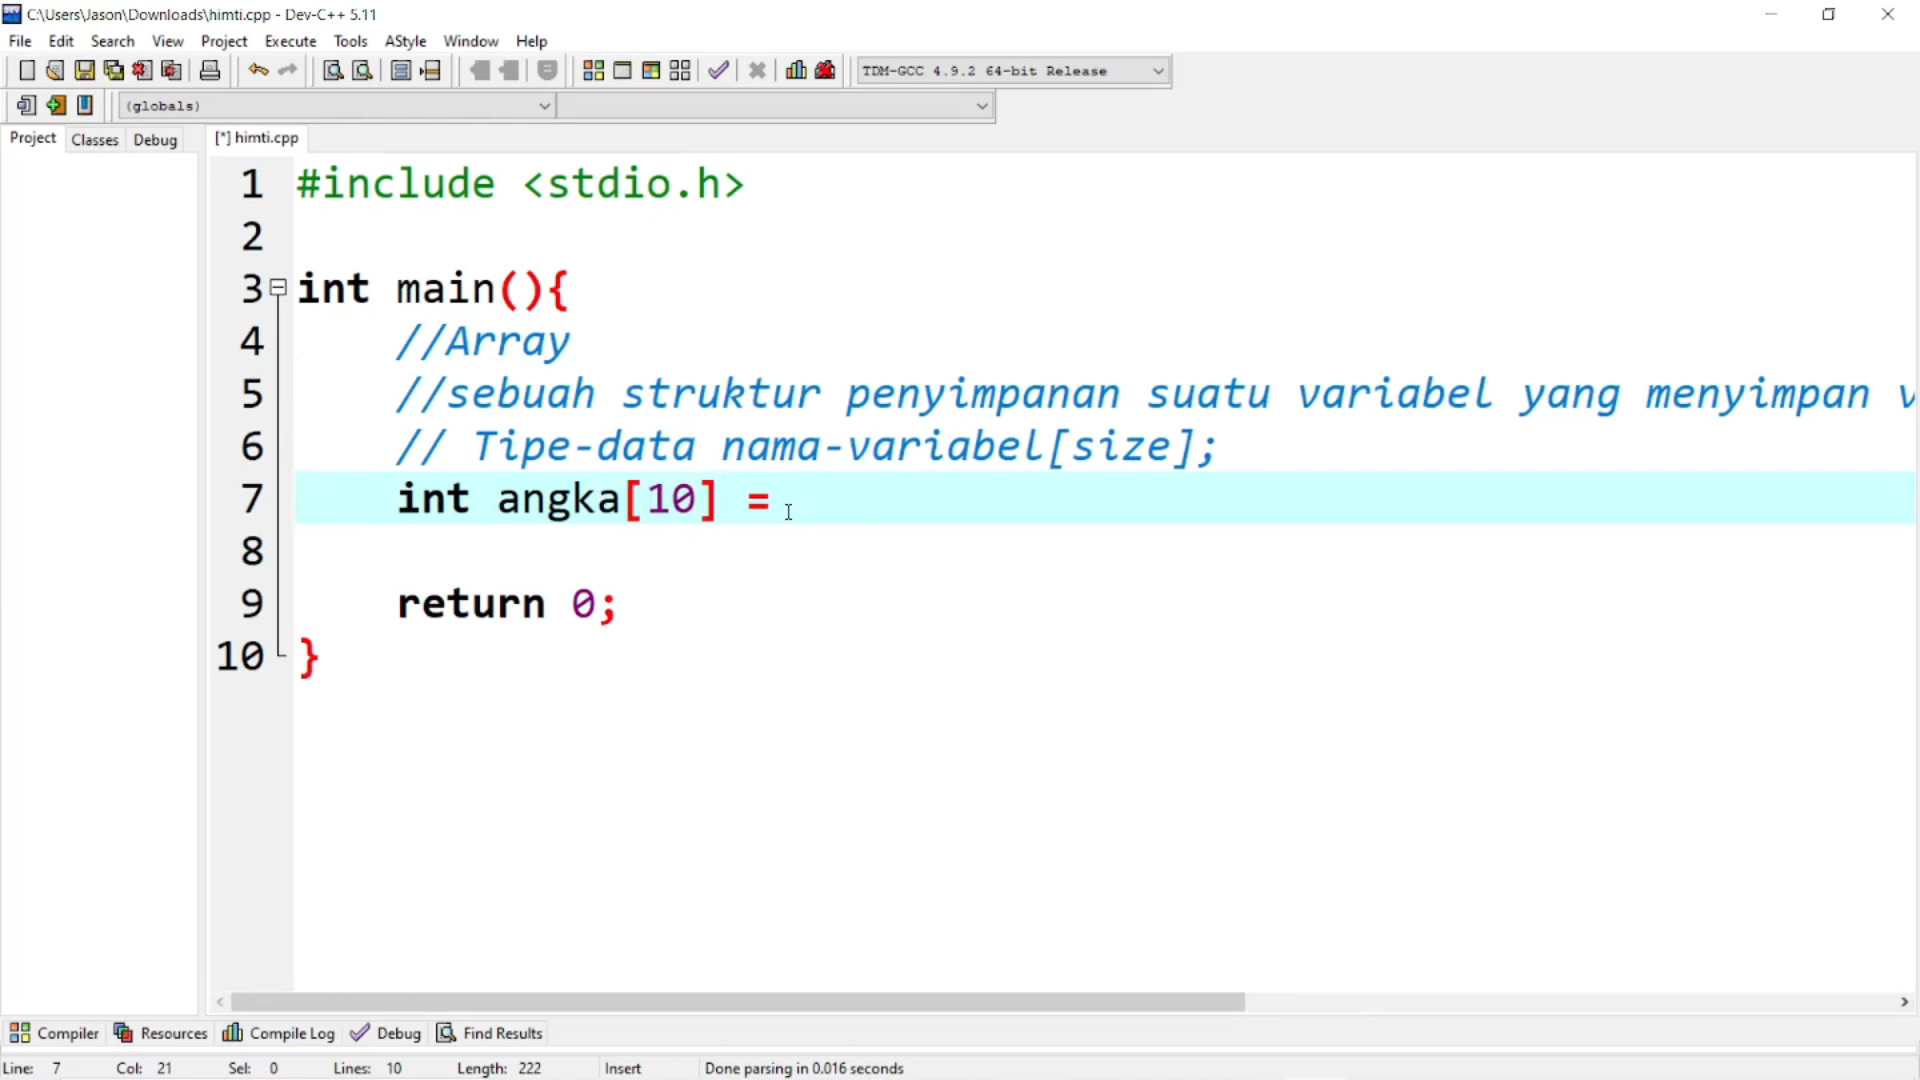 C:\Users\Jason\Downloads\himti.cpp - Dev-C++ 5.11
File Edit Search View Project Execute Tools AStyle Window Help
TDM-GCC 4.9.2 64-bit Release
(globals)
Project Classes Debug [*] himti.cpp
1 #include <stdio.h>
2
3 int main(){
4 //Array
5 //sebuah struktur penyimpanan suatu variabel yang menyimpan
6 // Tipe-data nama-variabel[size];
7 int angka[10] =
8
9 return 0;
10 }
Compiler Resources Compile Log Debug Find Results
Line: 7 Col: 21 Sel: 0 Lines: 10 Length: 222 Insert Done parsing in 0.016 seconds